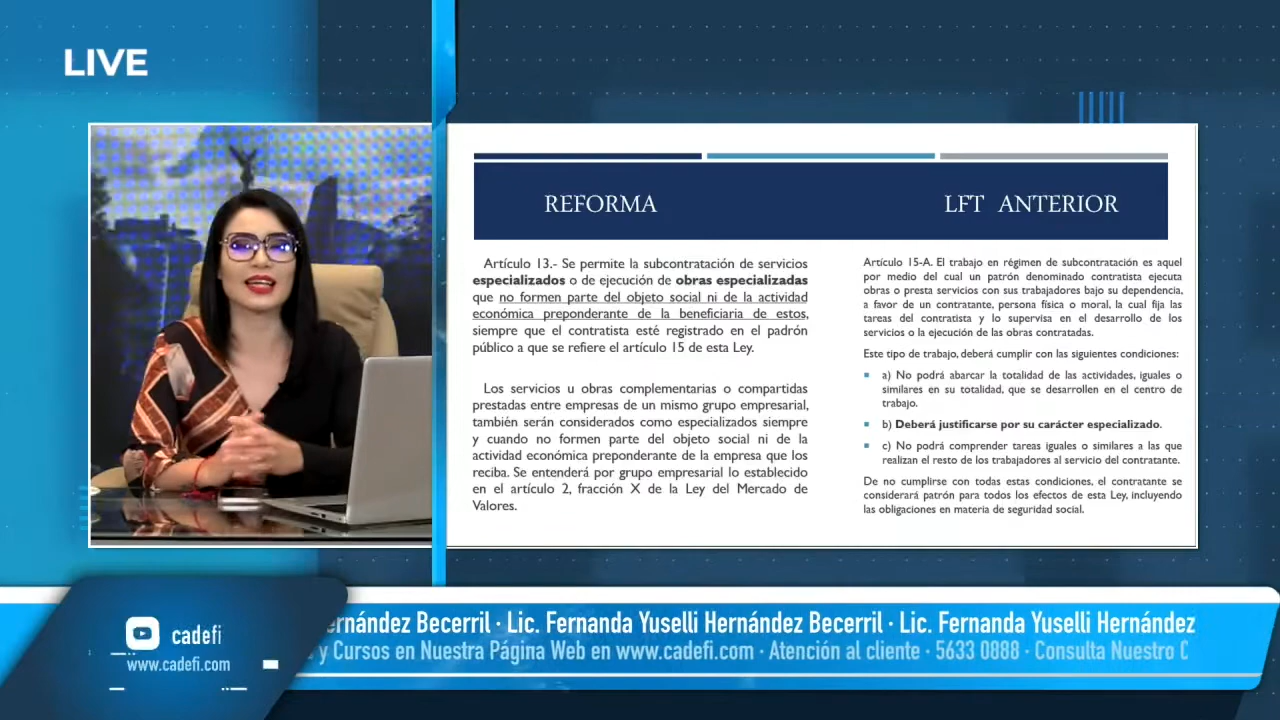 LIVE
REFORMA
LFT ANTERIOR
Artículo 13.- Se permite la subcontratación de servicios
especializados o de ejecución de obras especializadas
que no formen parte del objeto social ni de la actividad
económica preponderante de la beneficiaria de estos,
siempre que el contratista esté registrado en el padrón
público a que se refiere el artículo 15 de esta Ley.
Los servicios u obras complementarias o compartidas
prestadas entre empresas de un mismo grupo empresarial,
también serán considerados como especializados siempre
y cuando no formen parte del objeto social ni de la
actividad económica preponderante de la empresa que los
reciba. Se entenderá por grupo empresarial lo establecido
en el artículo 2, fracción X de la Ley del Mercado de
Valores.
Artículo 15-A. El trabajo en régimen de subcontratación es aquel
por medio del cual un patrón denominado contratista ejecuta
obras o presta servicios con sus trabajadores bajo su dependencia,
a favor de un contratante, persona física o moral, la cual fija las
tareas del contratista y lo supervisa en el desarrollo de los
servicios o la ejecución de las obras contratadas.
Este tipo de trabajo, deberá cumplir con las siguientes condiciones:
a) No podrá abarcar la totalidad de las actividades, iguales o
similares en su totalidad, que se desarrollen en el centro de
trabajo.
b) Deberá justificarse por su carácter especializado.
c) No podrá comprender tareas iguales o similares a las que
realizan el resto de los trabajadores al servicio del contratante.
De no cumplirse con todas estas condiciones, el contratante se
considerará patrón para todos los efectos de esta Ley, incluyendo
las obligaciones en materia de seguridad social.
cadefi
www.cadefi.com
ernández Becerril · Lic. Fernanda Yuselli Hernández Becerril · Lic. Fernanda Yuselli Hernández
y Cursos en Nuestra Página Web en www.cadefi.com · Atención al cliente · 5633 0888 · Consulta Nuestro